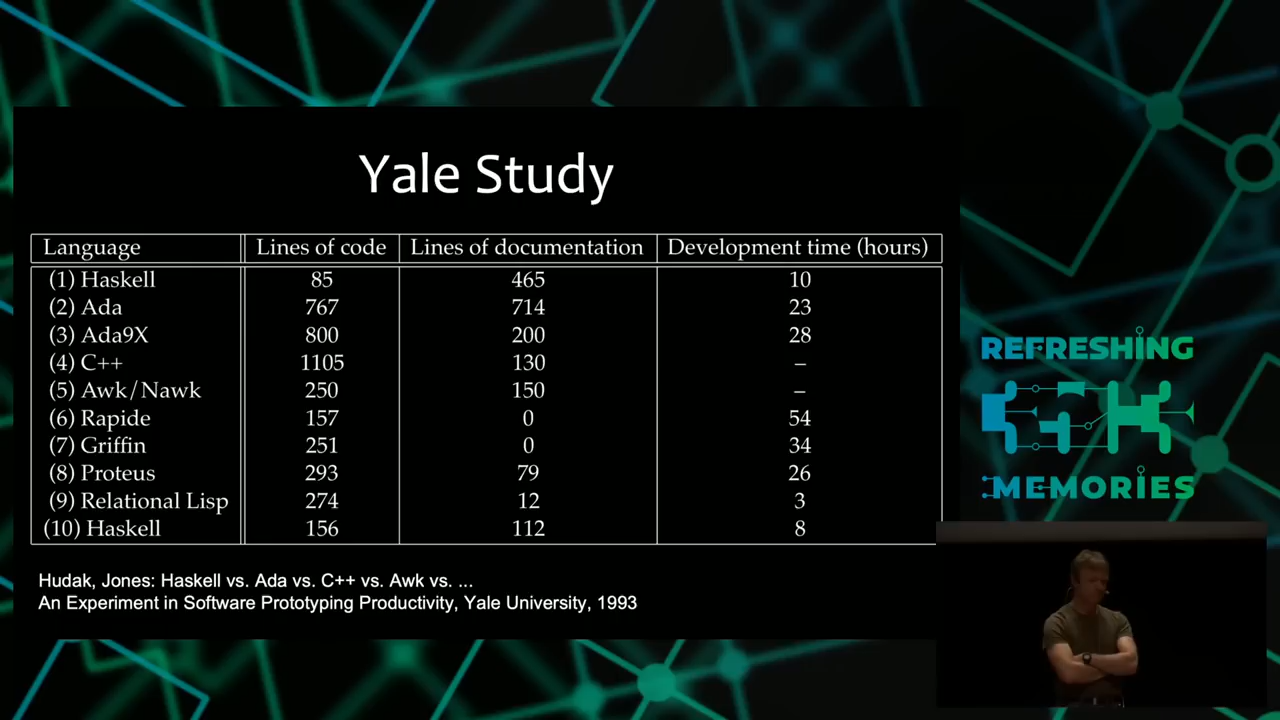 Yale Study
Language Lines of code Lines of documentation Development time (hours)
(1) Haskell 85 465 10
(2) Ada 767 714 23
(3) Ada9X 800 200 28
(4) C++ 1105 130 –
(5) Awk/Nawk 250 150 –
(6) Rapide 157 0 54
(7) Griffin 251 0 34
(8) Proteus 293 79 26
(9) Relational Lisp 274 12 3
(10) Haskell 156 112 8
Hudak, Jones: Haskell vs. Ada vs. C++ vs. Awk vs. ...
An Experiment in Software Prototyping Productivity, Yale University, 1993
REFRESHING
MEMORIES